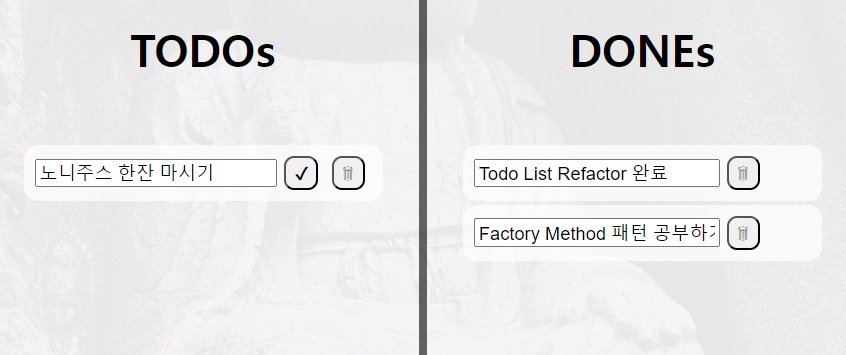 TODOs
노니주스 한잔 마시기
DONEs
Todo List Refactor 완료
Factory Method 패턴 공부하